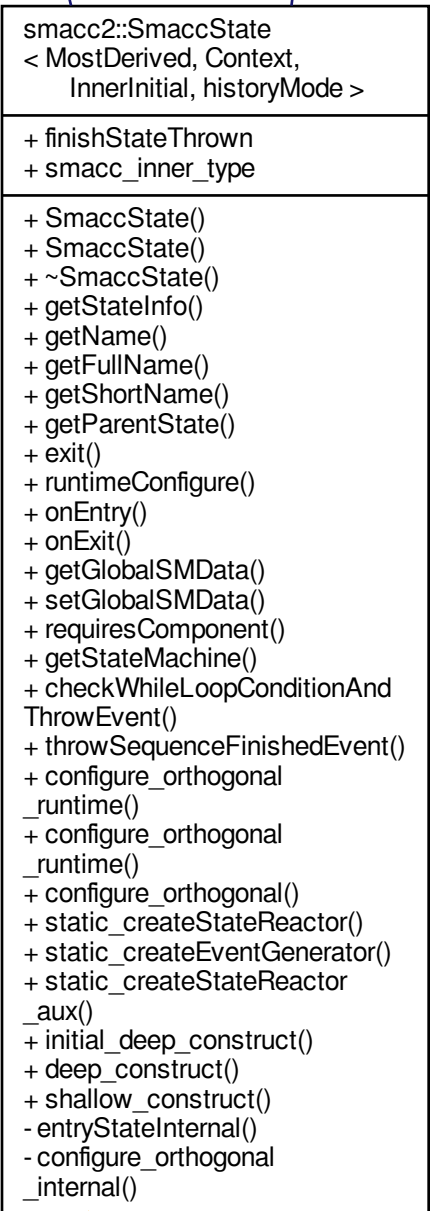 smacc2::SmaccState
< MostDerived, Context,
InnerInitial, historyMode >
+ finishStateThrown
+ smacc_inner_type
+ SmaccState()
+ SmaccState()
+ ~SmaccState()
+ getStateInfo()
+ getName()
+ getFullName()
+ getShortName()
+ getParentState()
+ exit()
+ runtimeConfigure()
+ onEntry()
+ onExit()
+ getGlobalSMData()
+ setGlobalSMData()
+ requiresComponent()
+ getStateMachine()
+ checkWhileLoopConditionAnd
ThrowEvent()
+ throwSequenceFinishedEvent()
+ configure_orthogonal
_runtime()
+ configure_orthogonal
_runtime()
+ configure_orthogonal()
+ static_createStateReactor()
+ static_createEventGenerator()
+ static_createStateReactor
_aux()
+ initial_deep_construct()
+ deep_construct()
+ shallow_construct()
- entryStateInternal()
- configure_orthogonal
_internal()